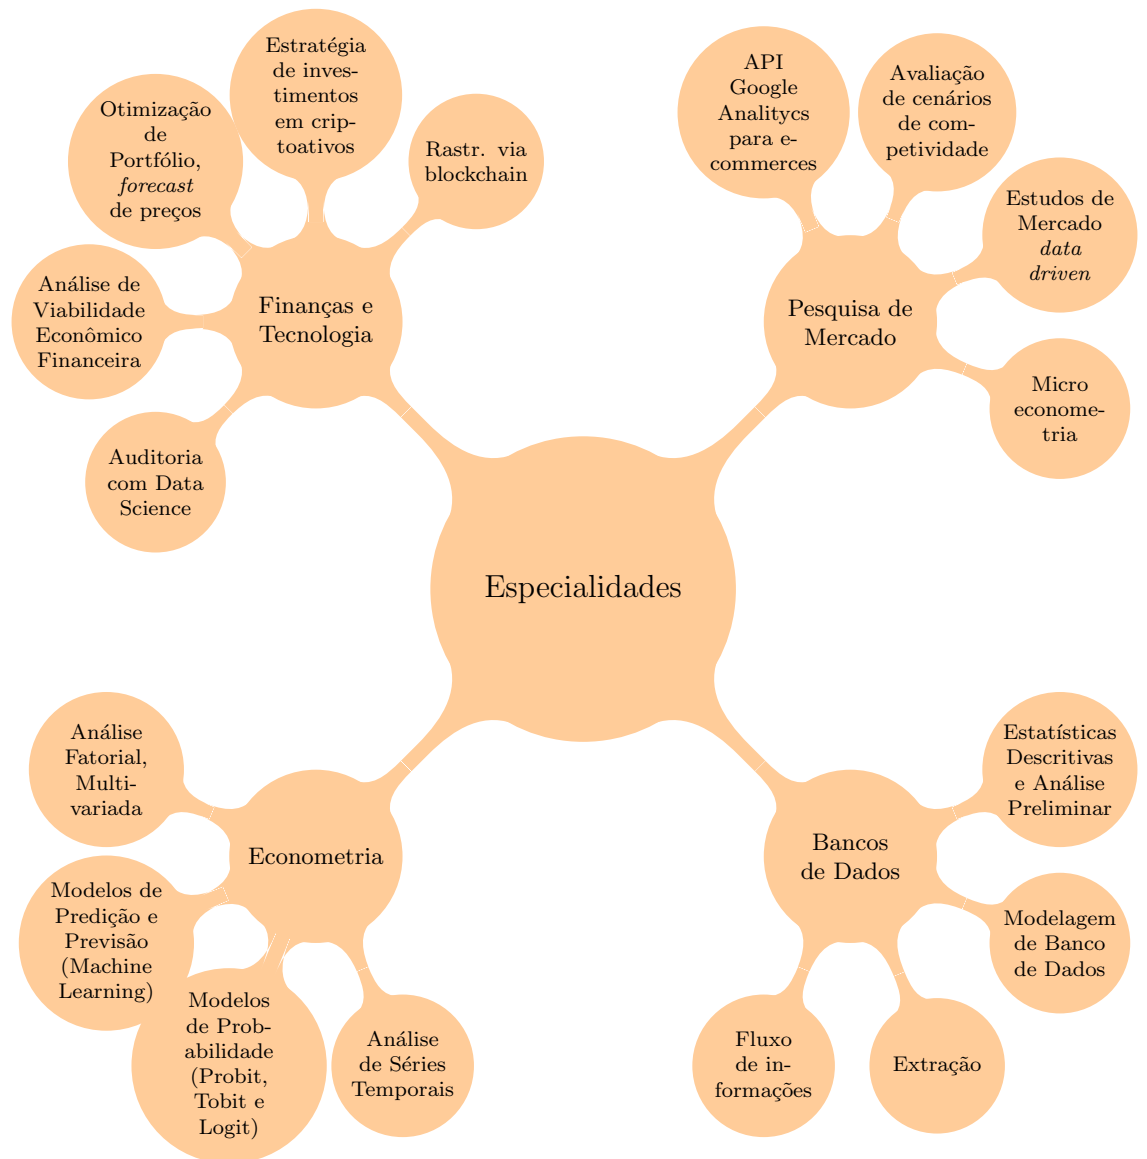 Estratégia
de inves-
timentos
em crip-
toativos
Otimização
de
Portfólio,
forecast
de preços
Rastr. via
blockchain
Análise de
Viabilidade
Econômico
Financeira
Finanças e
Tecnologia
Auditoria
com Data
Science
API
Google
Analitycs
para e-
commerces
Avaliação
de cenários
de com-
petividade
Estudos de
Mercado
data
driven
Pesquisa de
Mercado
Micro
econome-
tria
Especialidades
Análise
Fatorial,
Multi-
variada
Econometria
Modelos de
Predição e
Previsão
(Machine
Learning)
Modelos
de Prob-
abilidade
(Probit,
Tobit e
Logit)
Análise
de Séries
Temporais
Estatísticas
Descritivas
e Análise
Preliminar
Bancos
de Dados
Modelagem
de Banco
de Dados
Fluxo
de in-
formações
Extração